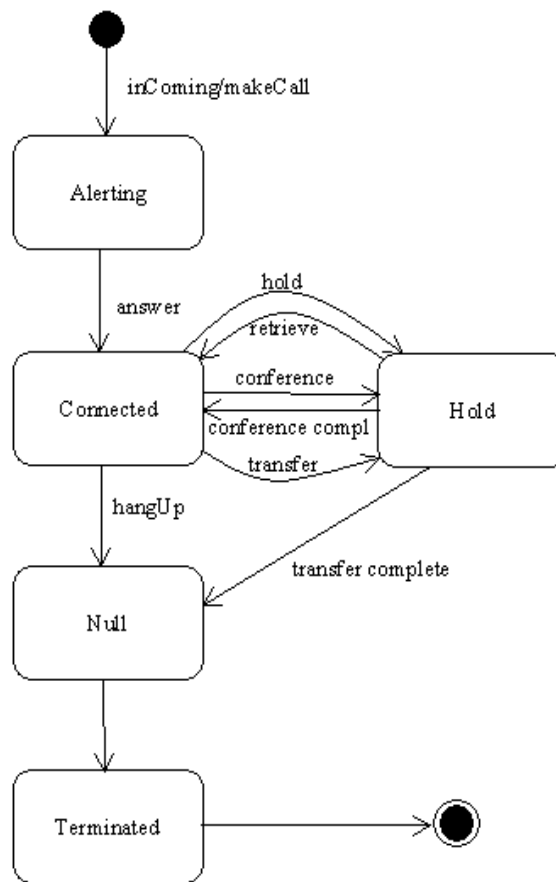 inComing/makeCall
Alerting
answer
hold
retrieve
conference
Connected
Hold
conference compl
transfer
hangUp
transfer complete
Null
Terminated